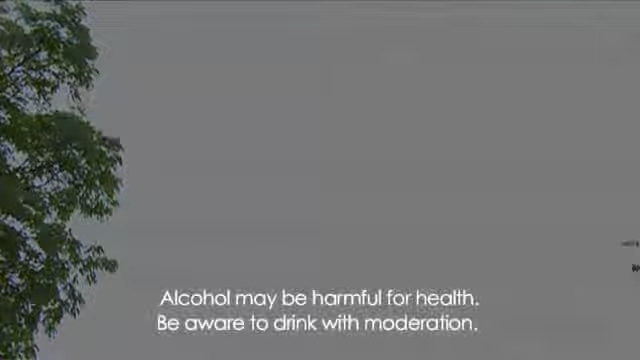 Alcohol may be harmful for health.
Be aware to drink with moderation.